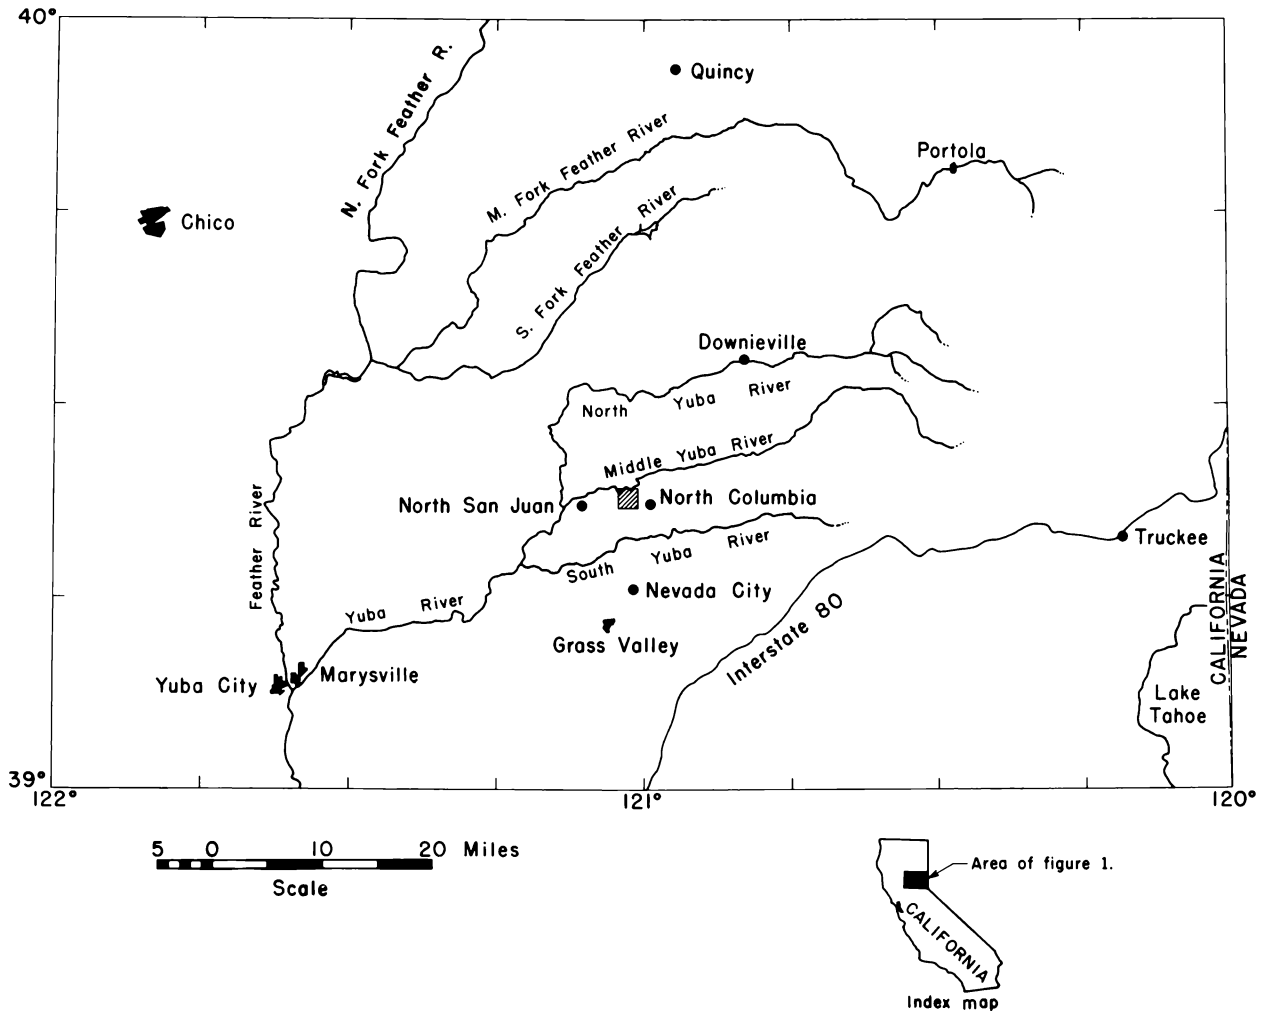 40°
N. Fork Feather R.
Quincy
M. Fork Feather River
Portola
Chico
S. Fork Feather River
Downieville
North Yuba River
Middle Yuba River
North San Juan
North Columbia
Feather River
South Yuba River
Truckee
Nevada City
Yuba River
Grass Valley
Interstate 80
CALIFORNIA
NEVADA
Yuba City
Marysville
Lake
Tahoe
39°
122°
121°
120°
5 0 10 20 Miles
Scale
Area of figure 1.
CALIFORNIA
Index map